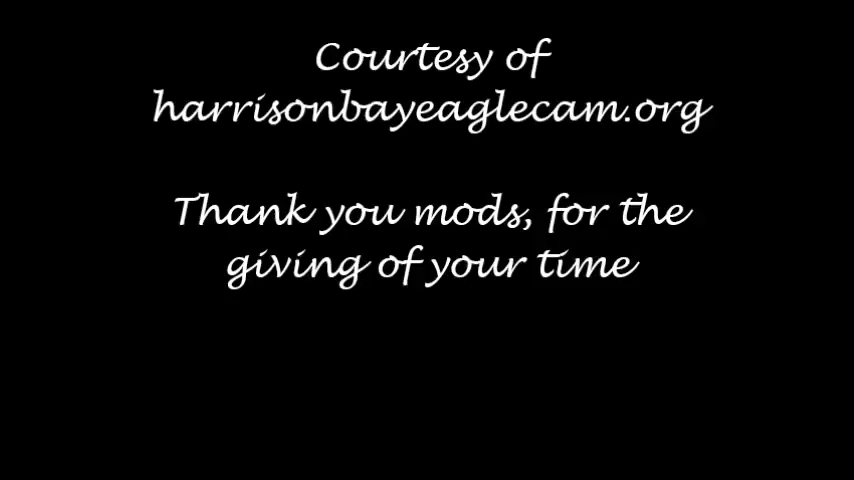 Courtesy of
harrisonbayeaglecam.org
Thank you mods, for the
giving of your time